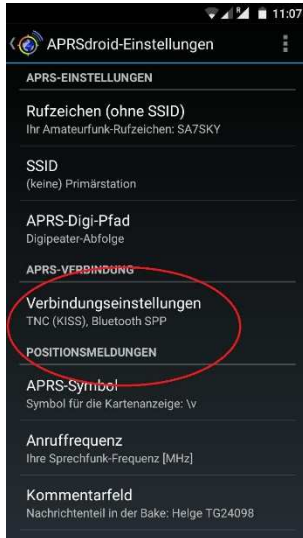 11:07
APRSdroid-Einstellungen
APRS-EINSTELLUNGEN
Rufzeichen (ohne SSID)
Ihr Amateurfunk-Rufzeichen: SA7SKY
SSID
(keine) Primärstation
APRS-Digi-Pfad
Digipeater-Abfolge
APRS-VERBINDUNG
Verbindungseinstellungen
TNC (KISS), Bluetooth SPP
POSITIONSMELDUNGEN
APRS-Symbol
Symbol für die Kartenanzeige: \v
Anruffrequenz
Ihre Sprechfunk-Frequenz [MHz]
Kommentarfeld
Nachrichtenteil in der Bake: Helge TG24098